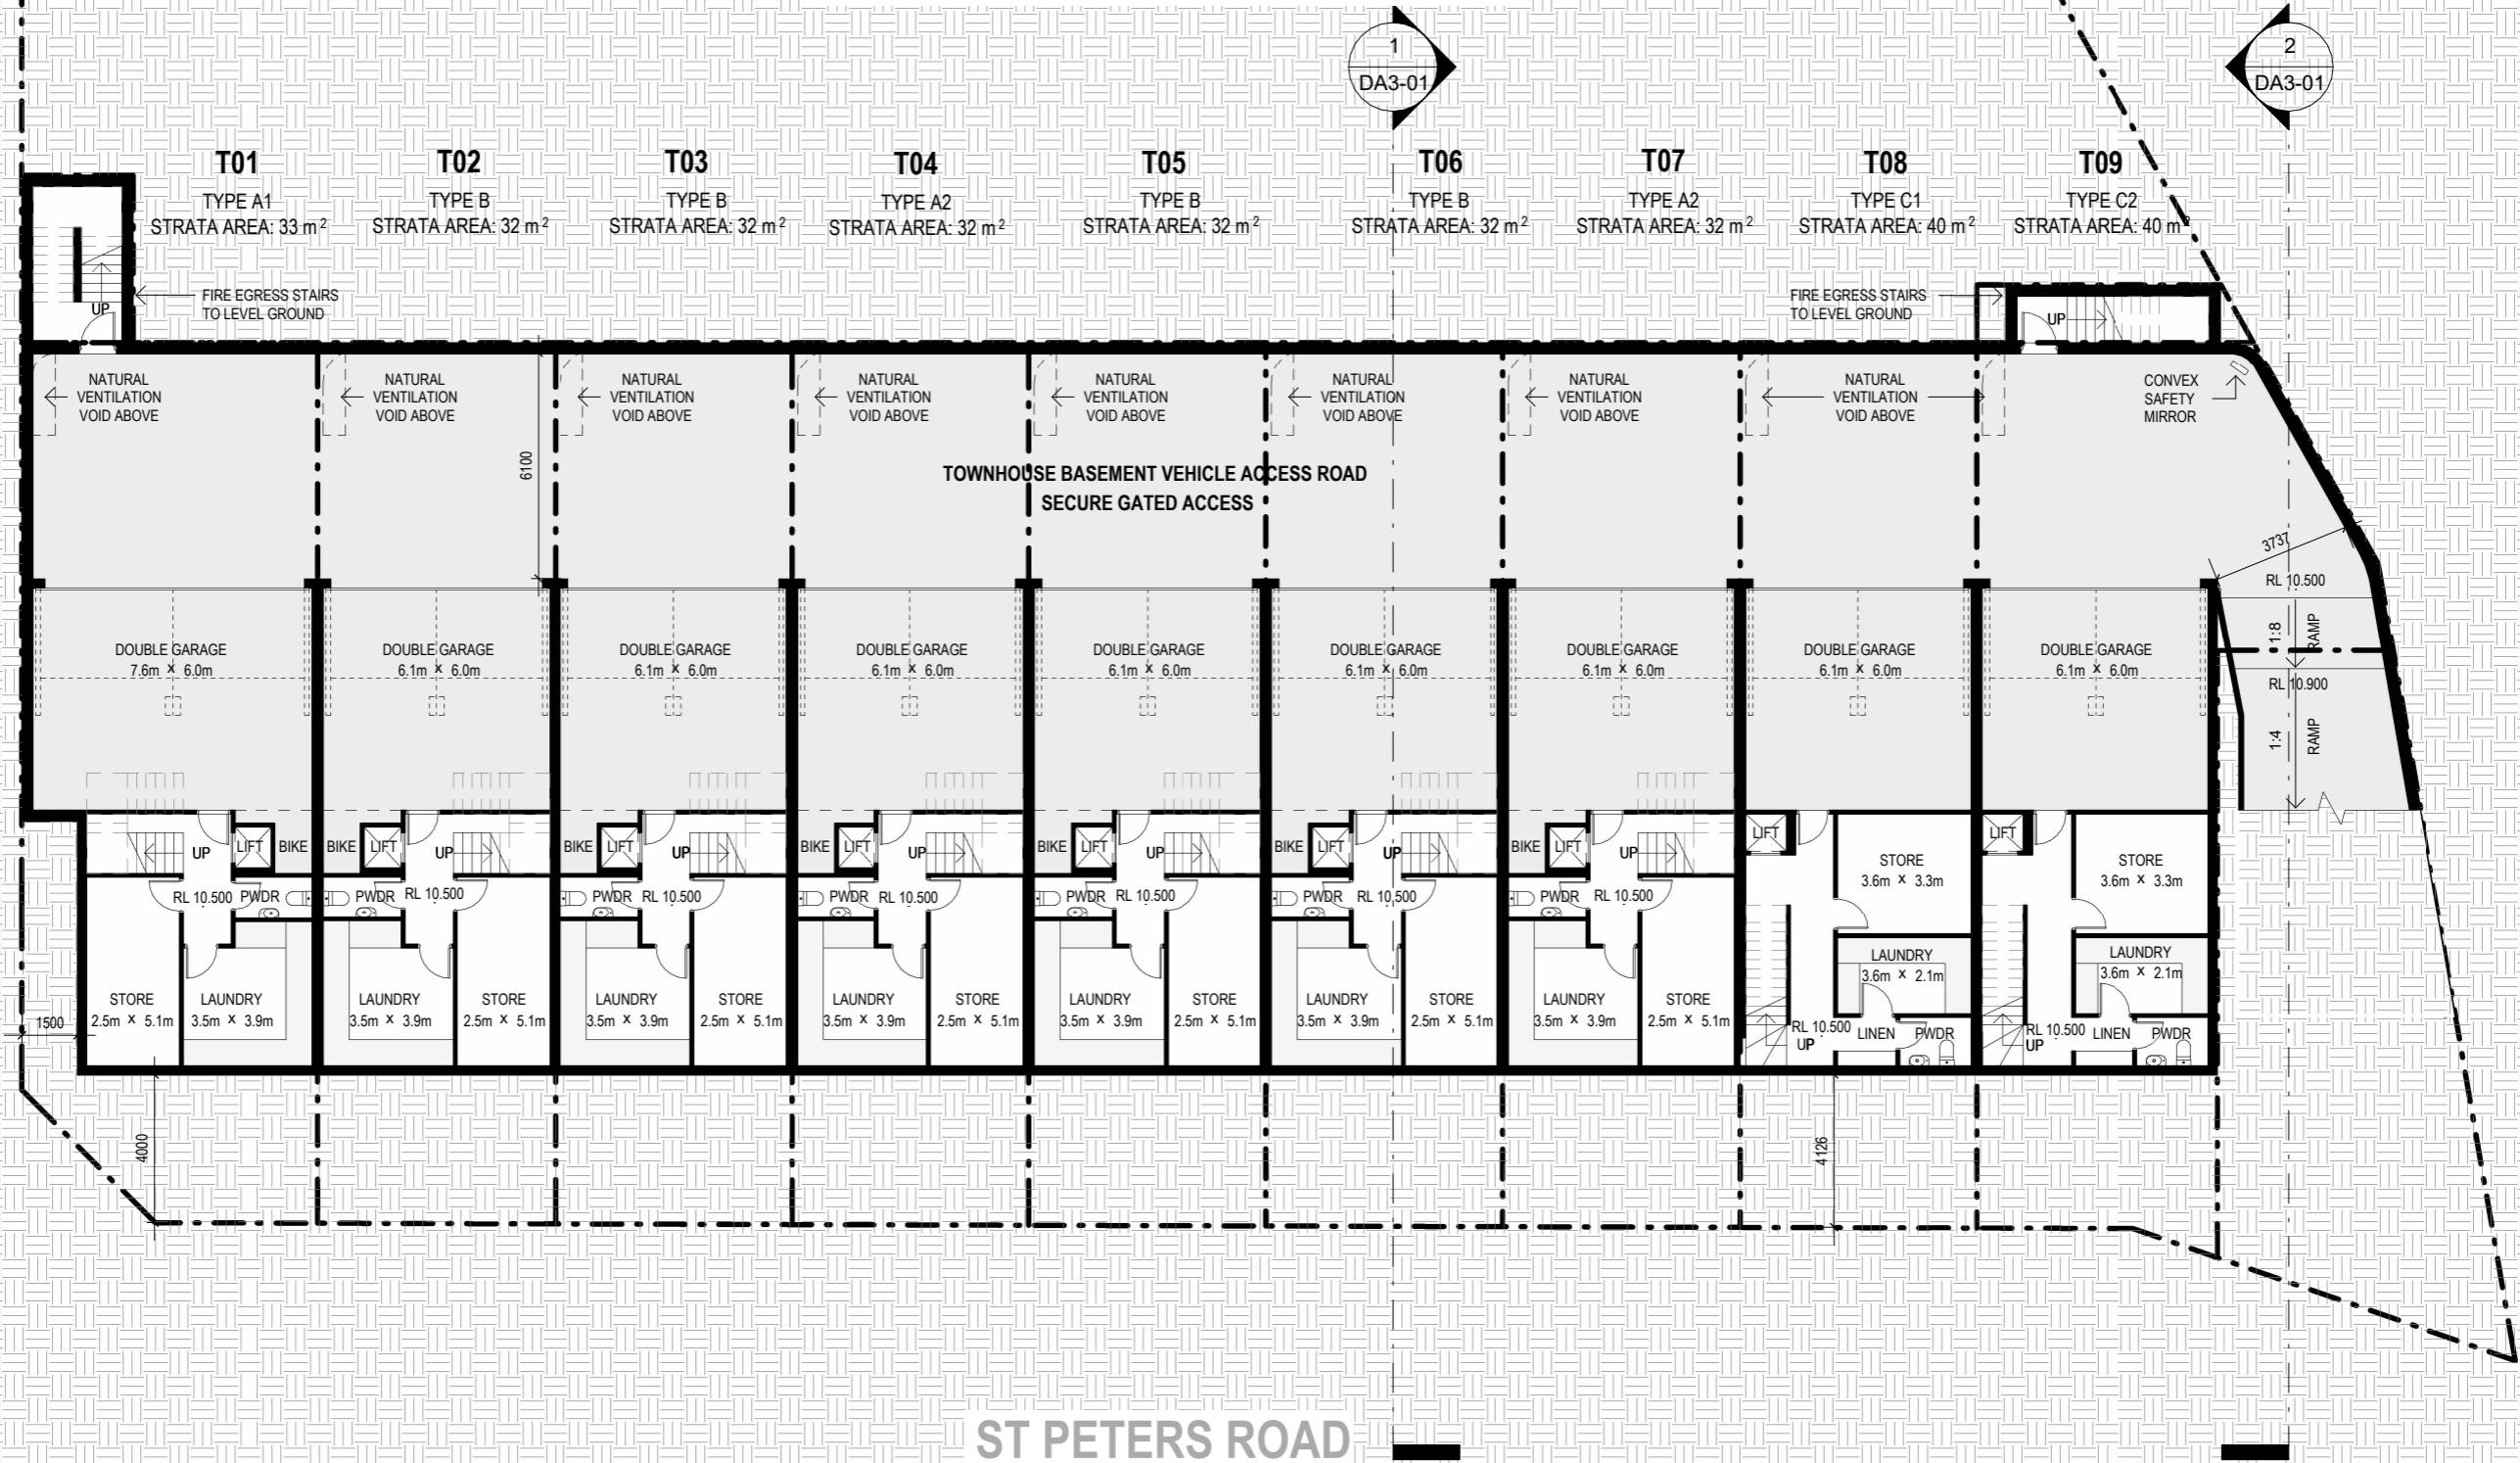 1
DA3-01
2
DA3-01
T01
TYPE A1
STRATA AREA: 33 m²
T02
TYPE B
STRATA AREA: 32 m²
T03
TYPE B
STRATA AREA: 32 m²
T04
TYPE A2
STRATA AREA: 32 m²
T05
TYPE B
STRATA AREA: 32 m²
T06
TYPE B
STRATA AREA: 32 m²
T07
TYPE A2
STRATA AREA: 32 m²
T08
TYPE C1
STRATA AREA: 40 m²
T09
TYPE C2
STRATA AREA: 40 m²
UP
FIRE EGRESS STAIRS
TO LEVEL GROUND
FIRE EGRESS STAIRS
TO LEVEL GROUND
UP
NATURAL
VENTILATION
VOID ABOVE
NATURAL
VENTILATION
VOID ABOVE
NATURAL
VENTILATION
VOID ABOVE
NATURAL
VENTILATION
VOID ABOVE
NATURAL
VENTILATION
VOID ABOVE
NATURAL
VENTILATION
VOID ABOVE
NATURAL
VENTILATION
VOID ABOVE
NATURAL
VENTILATION
VOID ABOVE
CONVEX
SAFETY
MIRROR
6100
TOWNHOUSE BASEMENT VEHICLE ACCESS ROAD
SECURE GATED ACCESS
3737
RL 10.500
1:8
RAMP
RL 10.900
1:4
RAMP
DOUBLE GARAGE
7.6m x 6.0m
DOUBLE GARAGE
6.1m x 6.0m
DOUBLE GARAGE
6.1m x 6.0m
DOUBLE GARAGE
6.1m x 6.0m
DOUBLE GARAGE
6.1m x 6.0m
DOUBLE GARAGE
6.1m x 6.0m
DOUBLE GARAGE
6.1m x 6.0m
DOUBLE GARAGE
6.1m x 6.0m
DOUBLE GARAGE
6.1m x 6.0m
UP
LIFT
BIKE
RL 10.500
PWDR
STORE
2.5m x 5.1m
LAUNDRY
3.5m x 3.9m
BIKE
LIFT
UP
PWDR
RL 10.500
LAUNDRY
3.5m x 3.9m
STORE
2.5m x 5.1m
BIKE
LIFT
UP
PWDR
RL 10.500
LAUNDRY
3.5m x 3.9m
STORE
2.5m x 5.1m
BIKE
LIFT
UP
PWDR
RL 10.500
LAUNDRY
3.5m x 3.9m
STORE
2.5m x 5.1m
BIKE
LIFT
UP
PWDR
RL 10.500
LAUNDRY
3.5m x 3.9m
STORE
2.5m x 5.1m
BIKE
LIFT
UP
PWDR
RL 10.500
LAUNDRY
3.5m x 3.9m
STORE
2.5m x 5.1m
BIKE
LIFT
UP
PWDR
RL 10.500
LAUNDRY
3.5m x 3.9m
STORE
2.5m x 5.1m
LIFT
STORE
3.6m x 3.3m
LAUNDRY
3.6m x 2.1m
RL 10.500
UP
LINEN
PWDR
LIFT
STORE
3.6m x 3.3m
LAUNDRY
3.6m x 2.1m
RL 10.500
UP
LINEN
PWDR
1500
4000
4126
ST PETERS ROAD